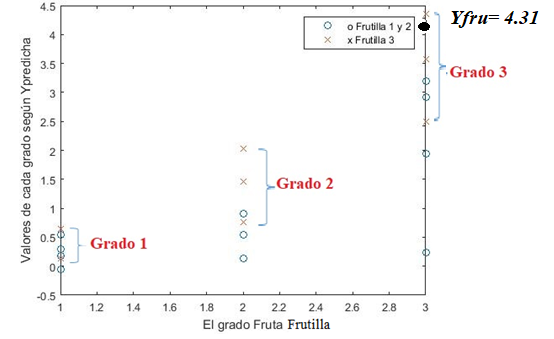 Yfru= 4.31
o Frutilla 1 y 2
x Frutilla 3
Grado 3
Grado 2
Grado 1
Valores de cada grado según Ypredicha
4.5
4
3.5
3
2.5
2
1.5
1
0.5
0
-0.5
1 1.2 1.4 1.6 1.8 2 2.2 2.4 2.6 2.8 3
El grado Fruta Frutilla